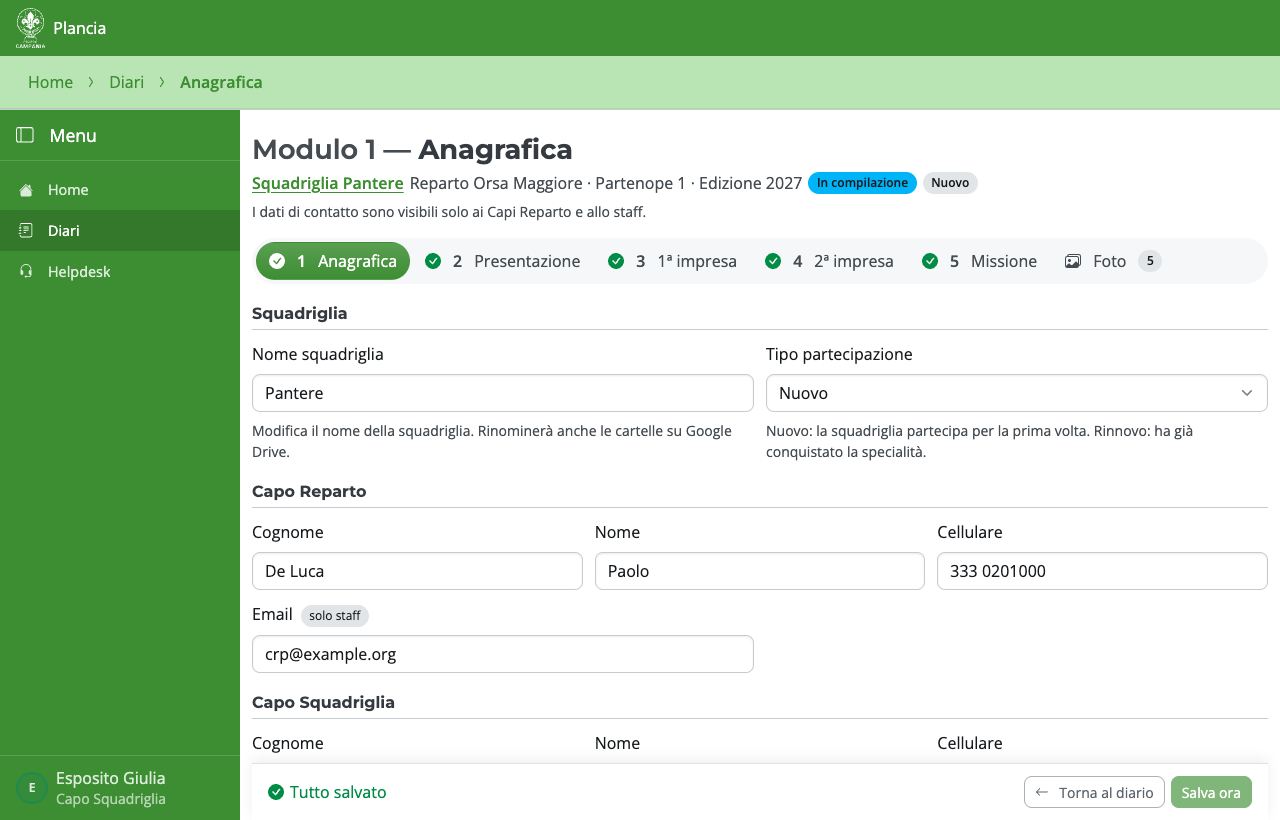 CAMPANIA
Plancia
Home > Diari > Anagrafica
Menu
Home
Diari
Helpdesk
Modulo 1 — Anagrafica
Squadriglia Pantere Reparto Orsa Maggiore · Partenope 1 · Edizione 2027 In compilazione Nuovo
I dati di contatto sono visibili solo ai Capi Reparto e allo staff.
1 Anagrafica 2 Presentazione 3 1ª impresa 4 2ª impresa 5 Missione Foto 5
Squadriglia
Nome squadriglia
Pantere
Modifica il nome della squadriglia. Rinominerà anche le cartelle su Google
Drive.
Tipo partecipazione
Nuovo
Nuovo: la squadriglia partecipa per la prima volta. Rinnovo: ha già
conquistato la specialità.
Capo Reparto
Cognome Nome Cellulare
De Luca Paolo 333 0201000
Email solo staff
crp@example.org
Capo Squadriglia
Cognome Nome Cellulare
E Esposito Giulia
Capo Squadriglia
Tutto salvato
Torna al diario
Salva ora